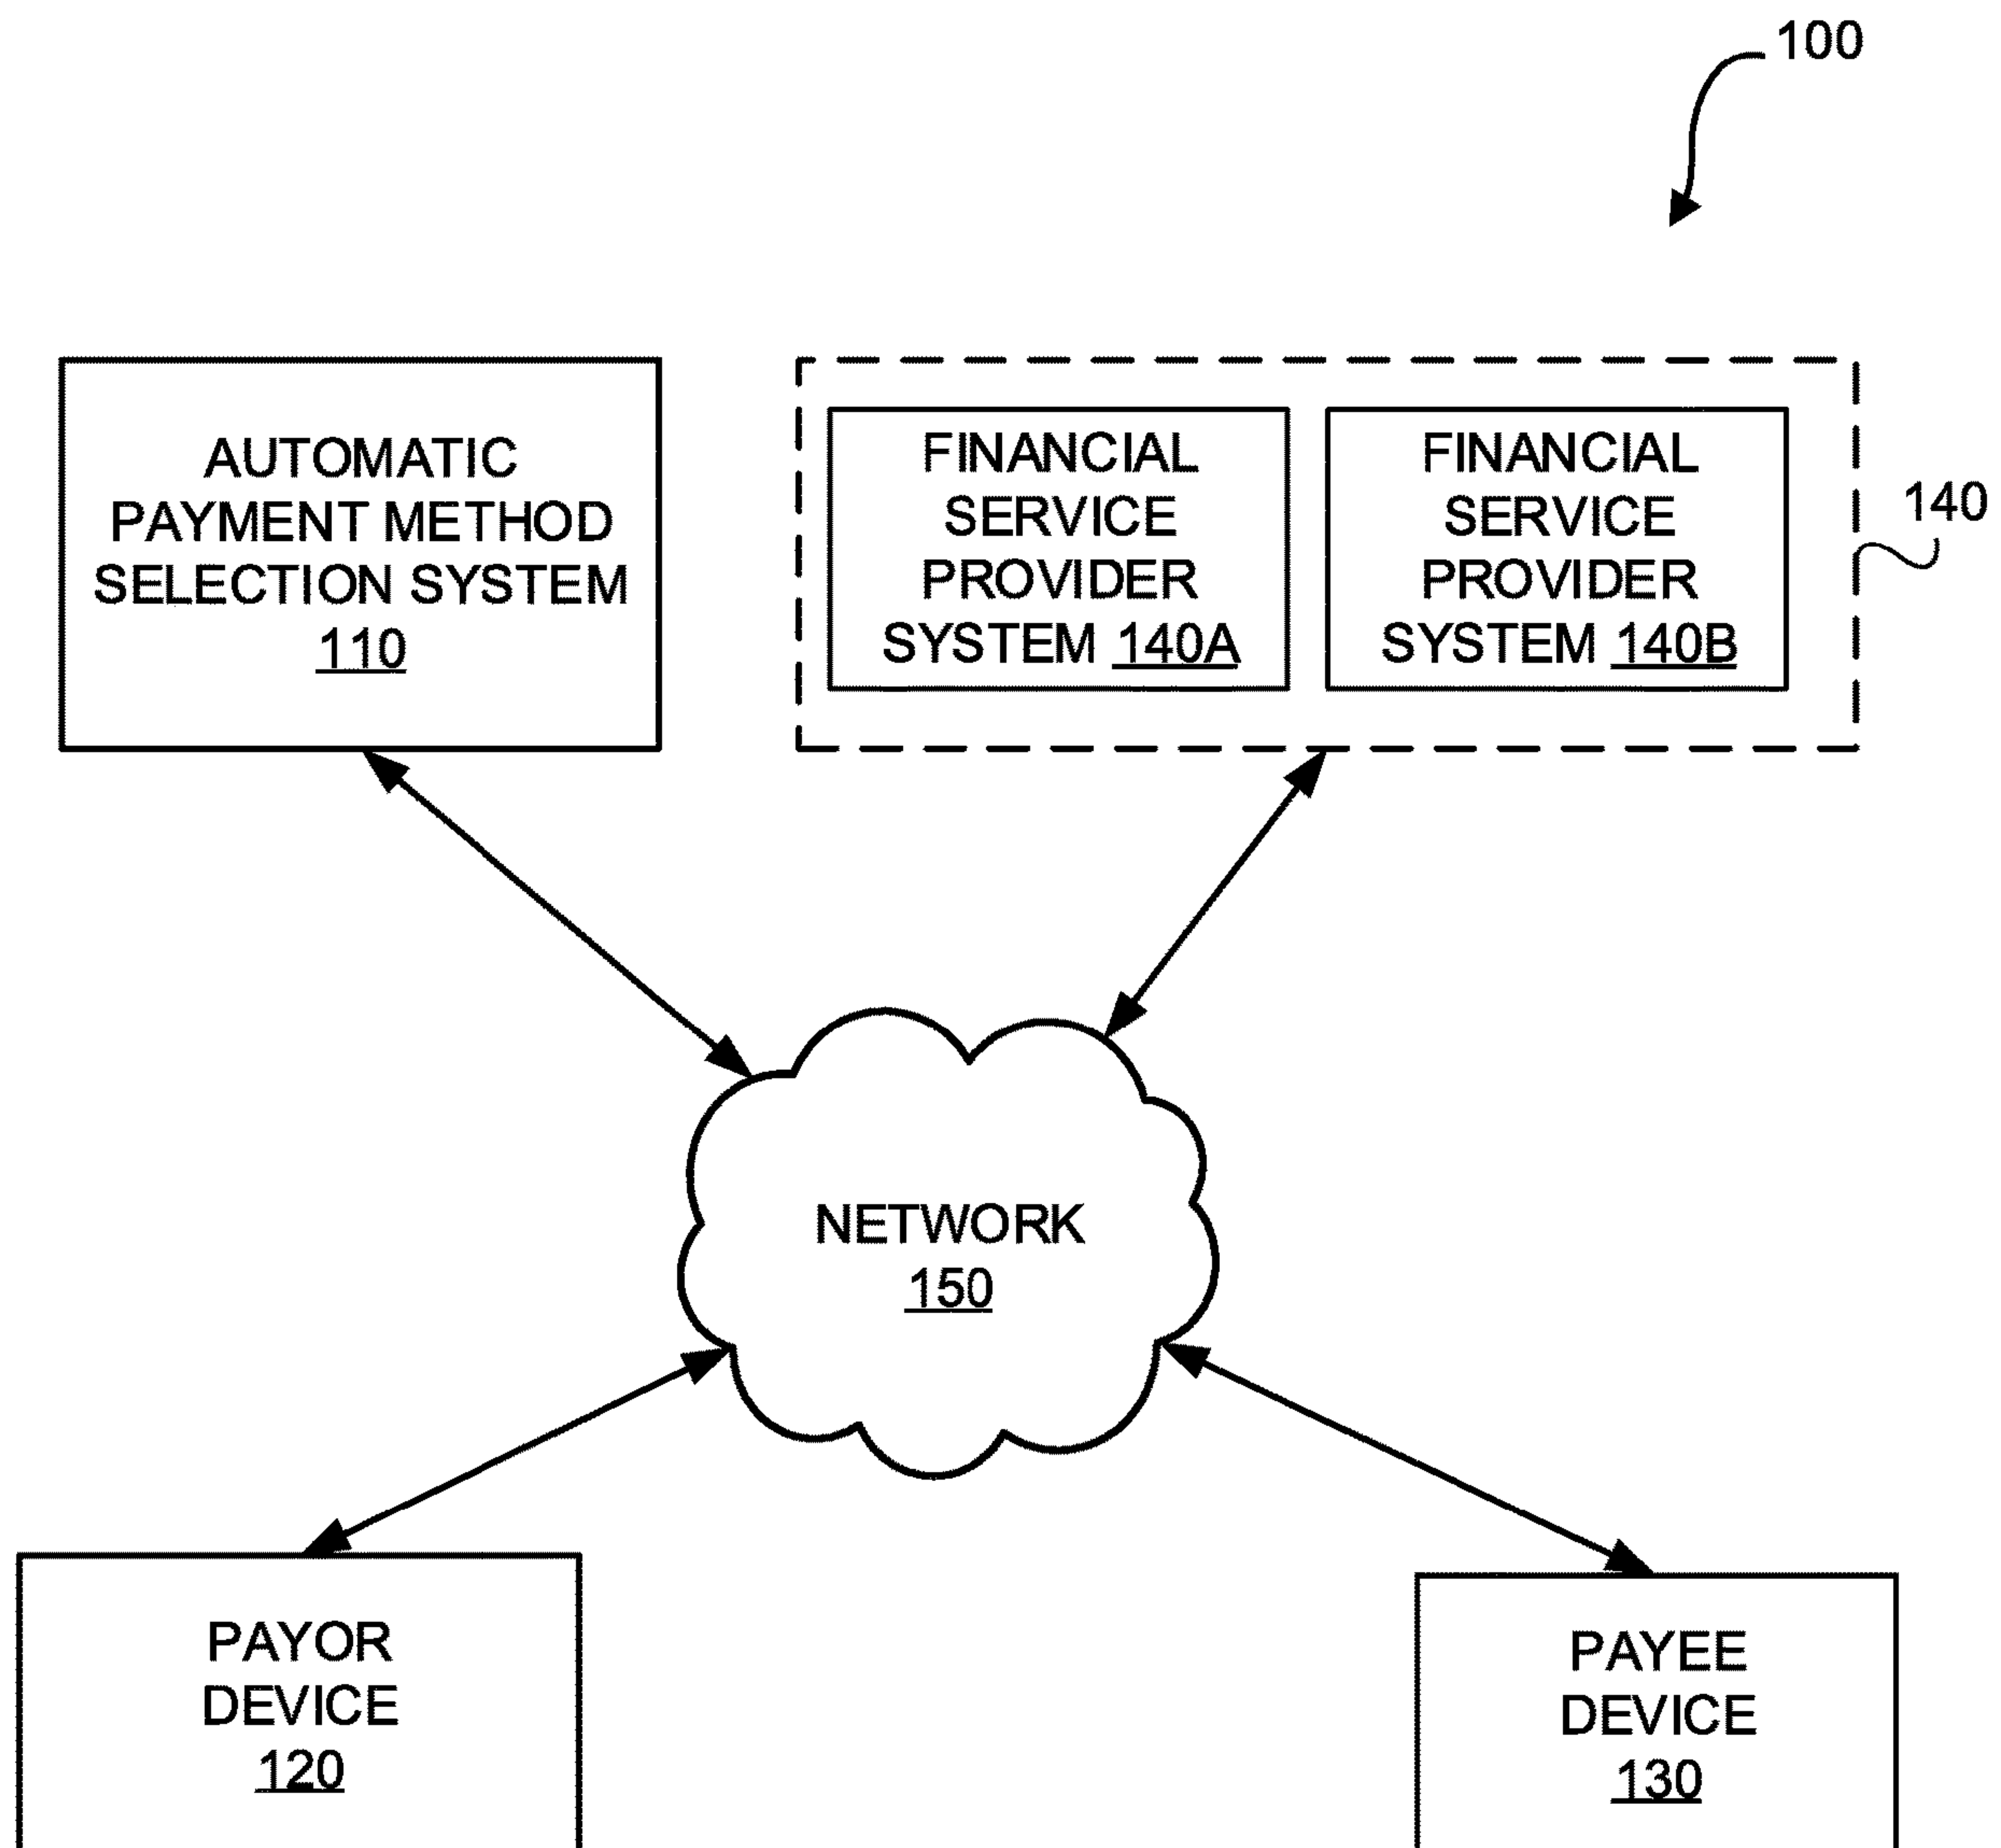 100
AUTOMATIC
PAYMENT METHOD
SELECTION SYSTEM
110
FINANCIAL
SERVICE
PROVIDER
SYSTEM 140A
FINANCIAL
SERVICE
PROVIDER
SYSTEM 140B
140
NETWORK
150
PAYOR
DEVICE
120
PAYEE
DEVICE
130